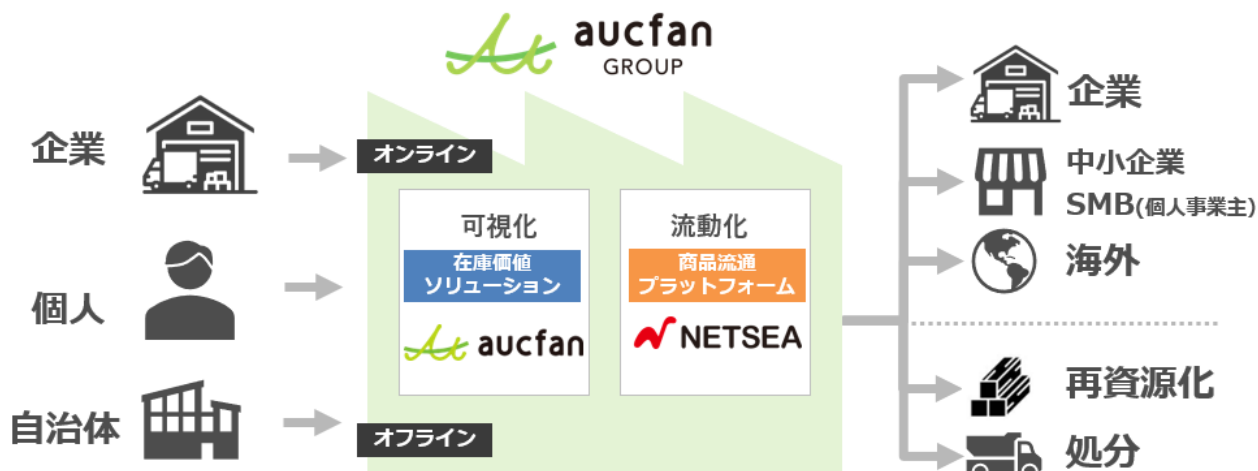 aucfan
GROUP
企業
個人
自治体
オンライン
可視化
在庫価値
ソリューション
aucfan
流動化
商品流通
プラットフォーム
NETSEA
オフライン
企業
中小企業
SMB(個人事業主)
海外
再資源化
処分